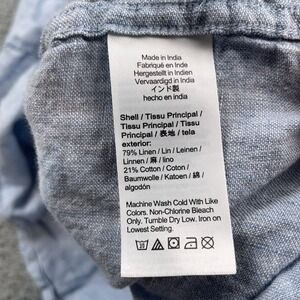 Made in India
Fabriqué en Inde
Hergestellt in Indien
Vervaardigd in India
インド製
hecho en india
Shell / Tissu Principal /
Tissu Principal / Tissu
Principal / 表地 / tela
exterior:
79% Linen / Lin / Leinen /
Linnen / 麻 / lino
21% Cotton / Coton /
Baumwolle / Katoen / 綿 /
algodón
Machine Wash Cold With Like
Colors. Non-Chlorine Bleach
Only. Tumble Dry Low. Iron on
Lowest Setting.